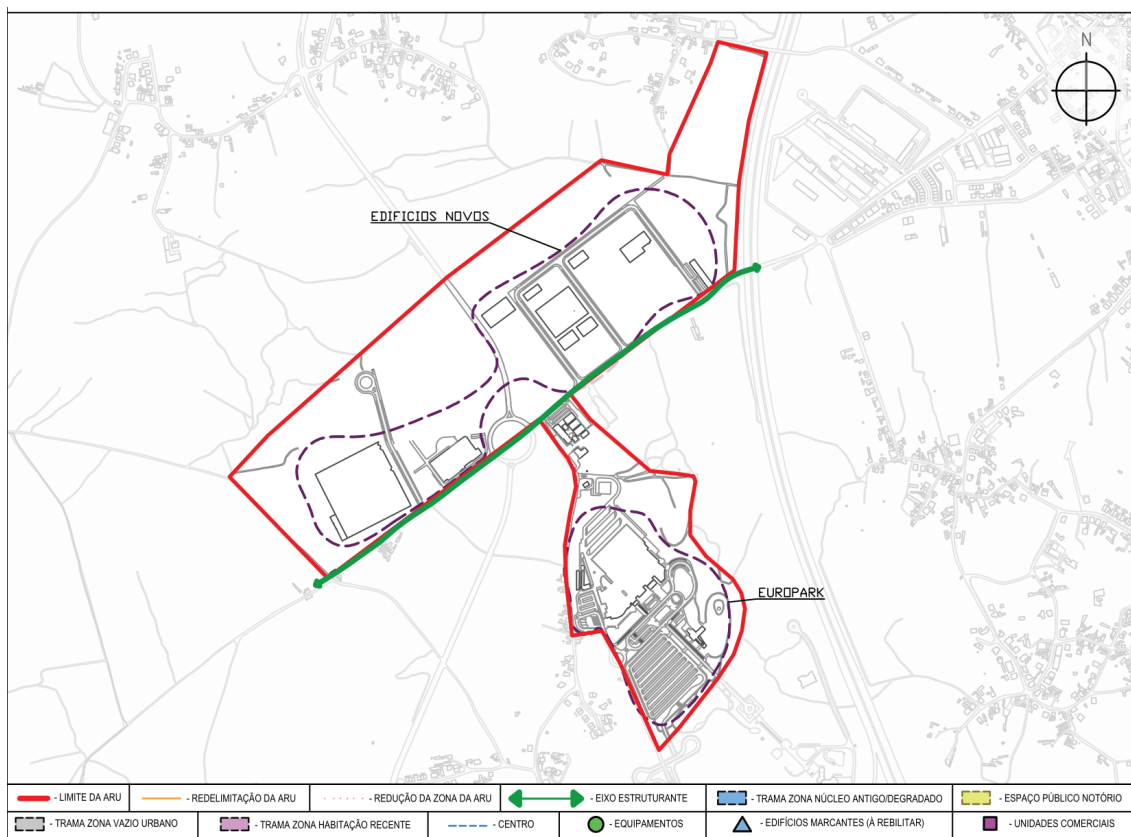 N
EDIFICIOS NOVOS
EUROPARK
- LIMITE DA ARU
- REDELIMITAÇÃO DA ARU
- REDUÇÃO DA ZONA DA ARU
- EIXO ESTRUTURANTE
- TRAMA ZONA NÚCLEO ANTIGO/DEGRADADO
- ESPAÇO PÚBLICO NOTÓRIO
- TRAMA ZONA VAZIO URBANO
- TRAMA ZONA HABITAÇÃO RECENTE
- CENTRO
- EQUIPAMENTOS
- EDIFÍCIOS MARCANTES (À REBILITAR)
- UNIDADES COMERCIAIS